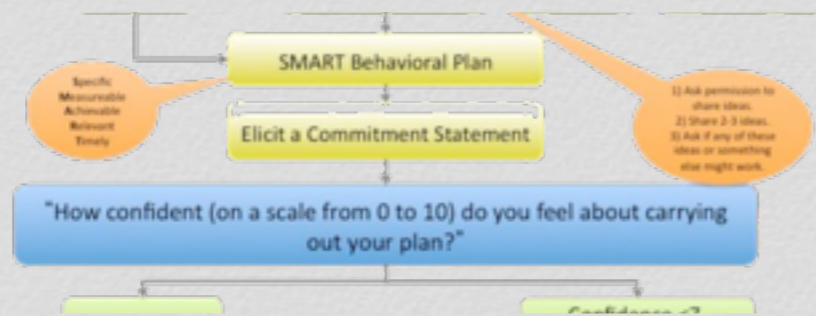 SMART Behavioral Plan
Specific
Measureable
Achievable
Relevant
Timely
1) Ask permission to
share ideas.
2) Share 2-3 ideas.
3) Ask if any of these
ideas or something
else might work.
Elicit a Commitment Statement
"How confident (on a scale from 0 to 10) do you feel about carrying
out your plan?"
Confidence <7